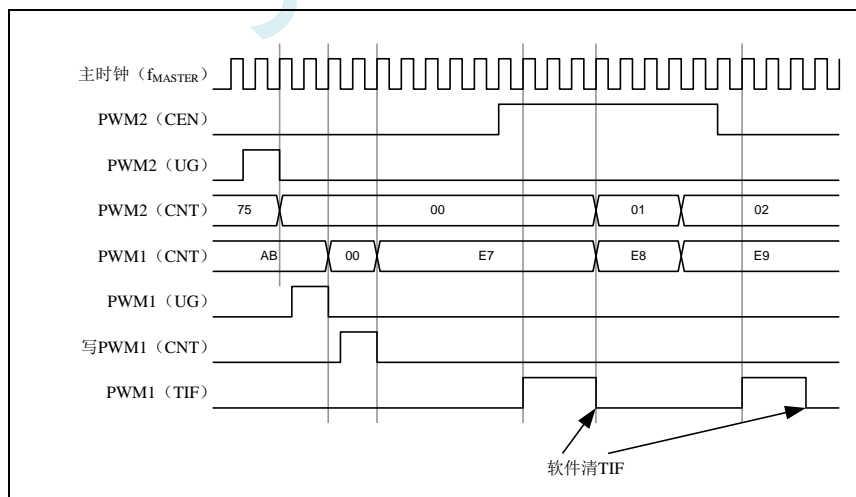 主时钟（fMASTER）
PWM2（CEN）
PWM2（UG）
PWM2（CNT） 75 00 01 02
PWM1（CNT） AB 00 E7 E8 E9
PWM1（UG）
写PWM1（CNT）
PWM1（TIF）
软件清TIF